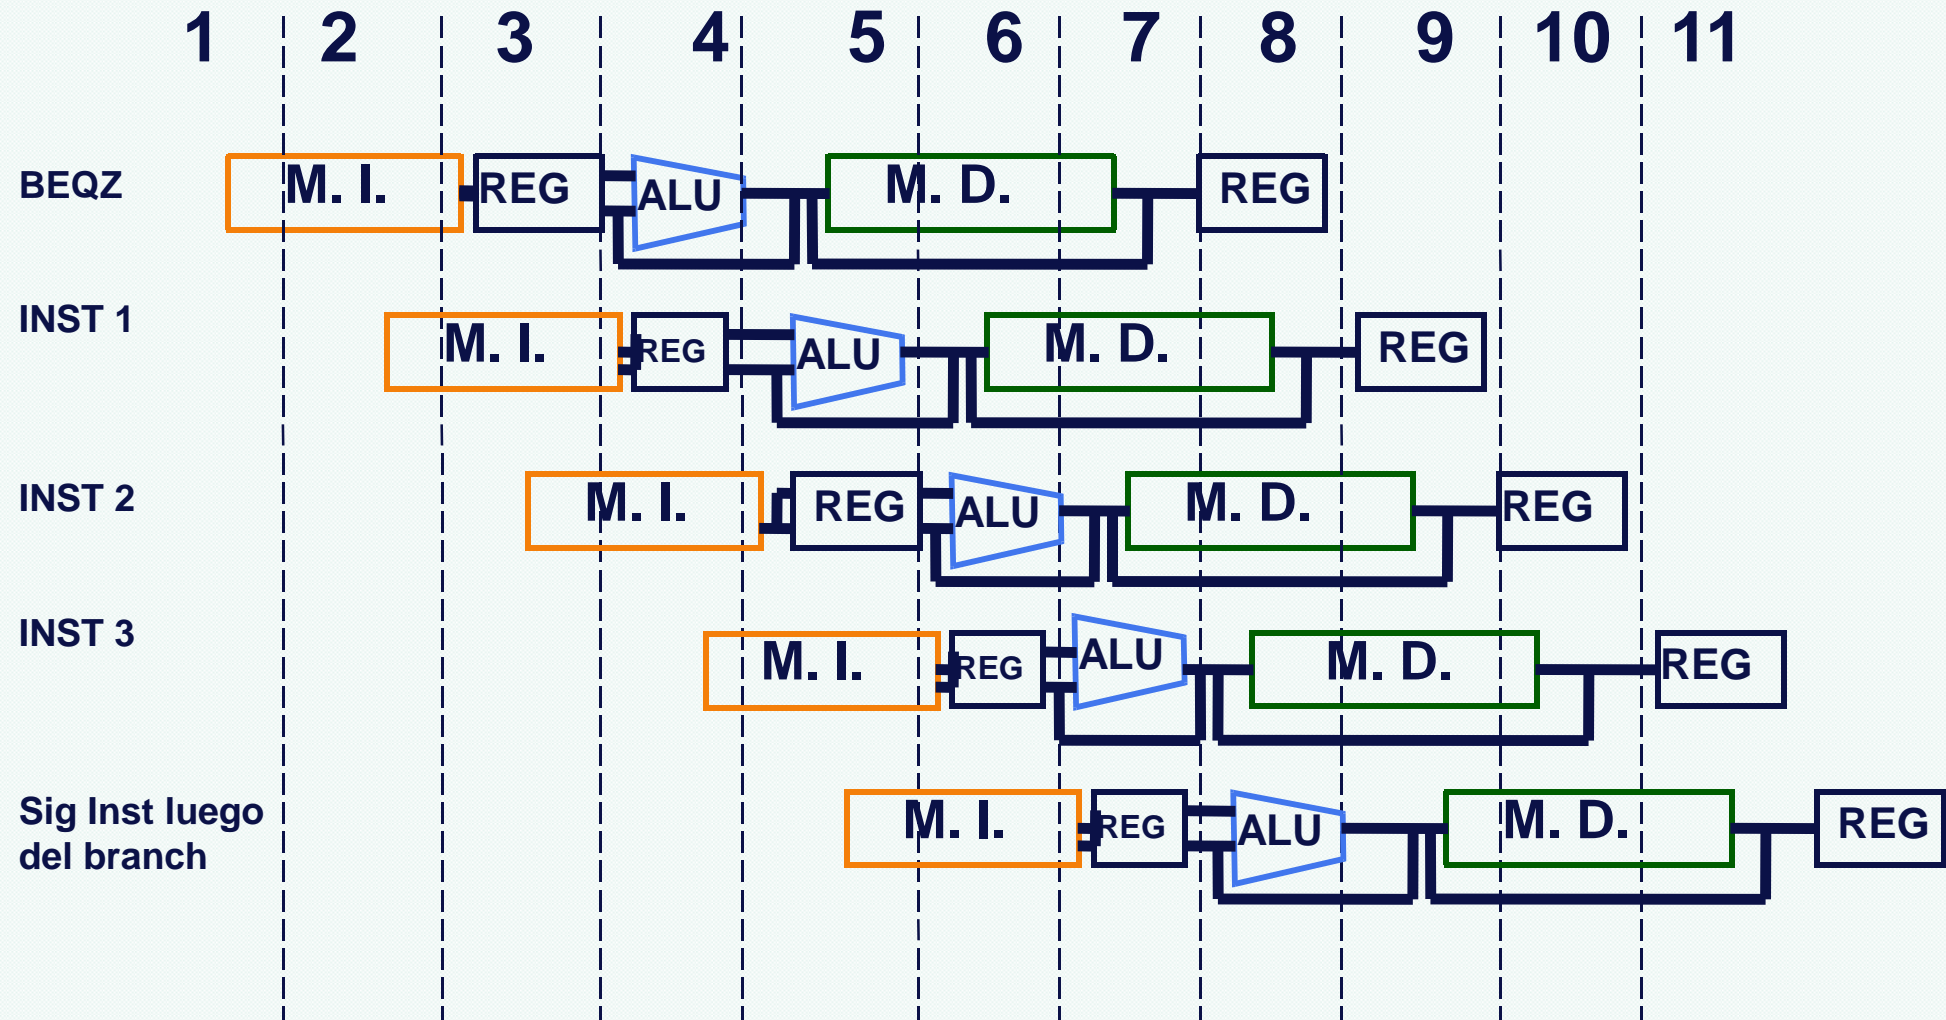 1 2 3 4 5 6 7 8 9 10 11
BEQZ M. I. REG ALU M. D. REG
INST 1 M. I. REG ALU M. D. REG
INST 2 M. I. REG ALU M. D. REG
INST 3 M. I. REG ALU M. D. REG
Sig Inst luego M. I. REG ALU M. D. REG
del branch